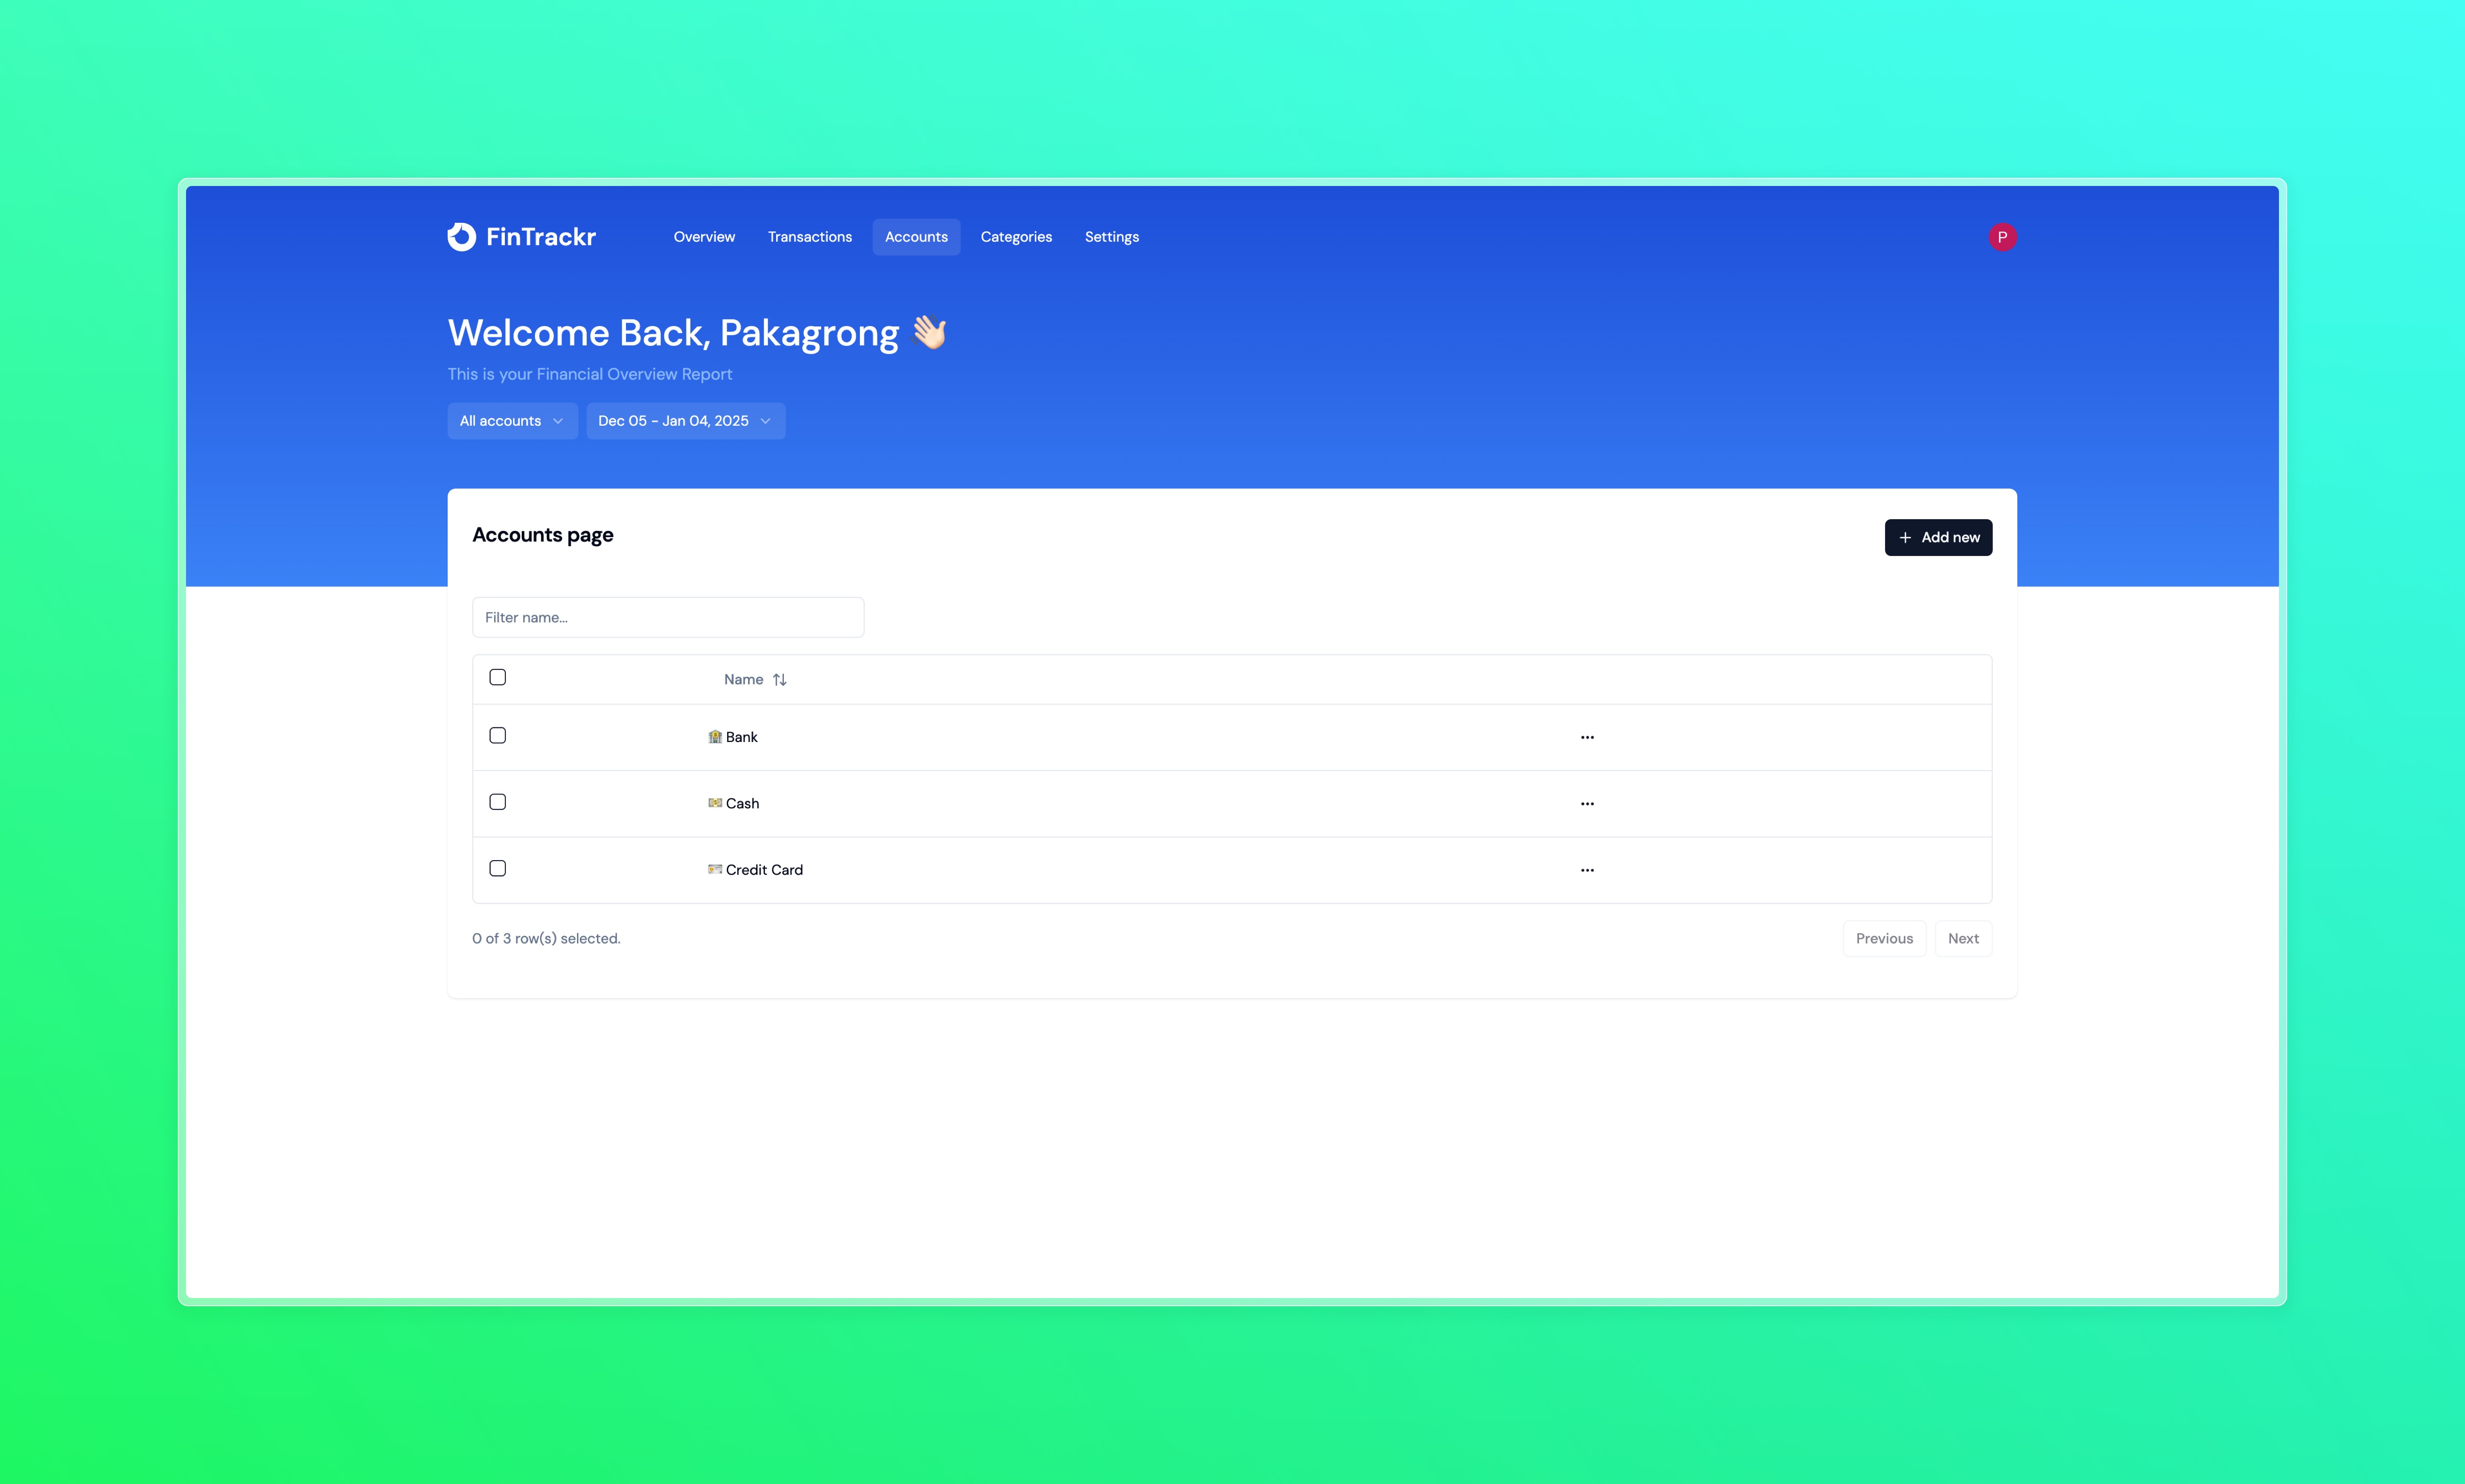 FinTrackr Overview Transactions Accounts Categories Settings P
Welcome Back, Pakagrong 👋🏻
This is your Financial Overview Report
All accounts Dec 05 - Jan 04, 2025
Accounts page + Add new
Filter name...
Name
🏦 Bank ...
💵 Cash ...
💳 Credit Card ...
0 of 3 row(s) selected. Previous Next